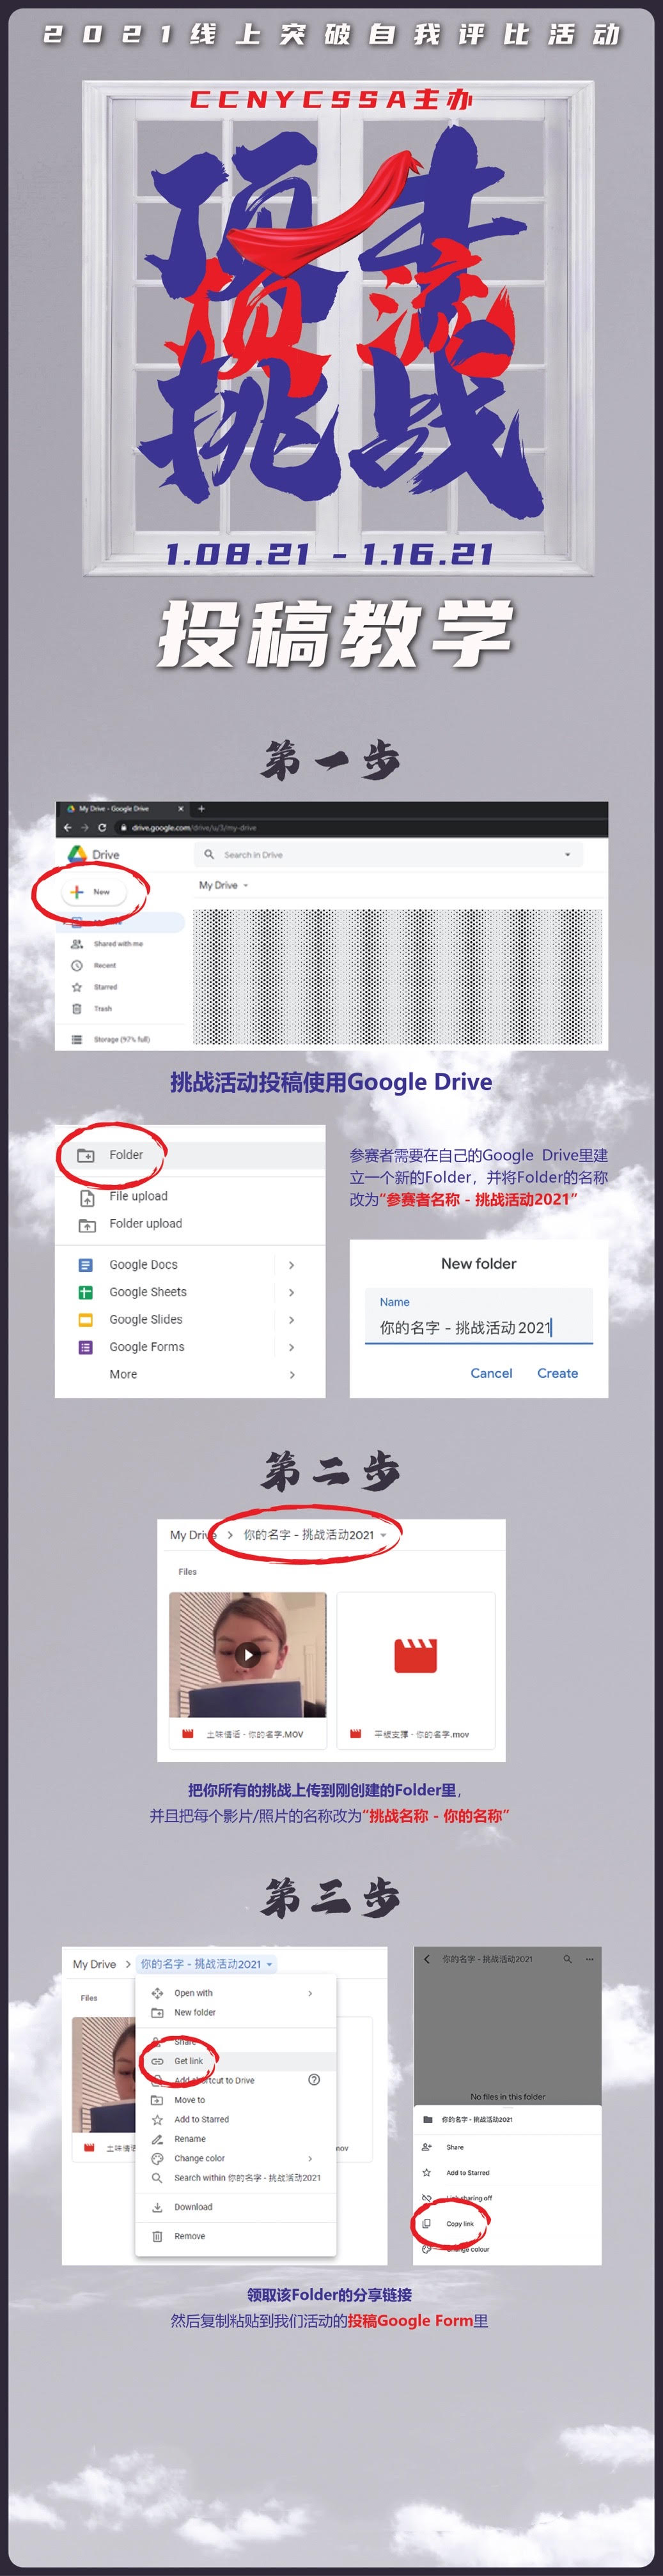 2021线上突破自我评比活动
CCNYCSSA主办
顶半
顶流
挑战
1.08.21 - 1.16.21
投稿教学
第一步
My Drive - Google Drive
drive.google.com/drive/u/3/my-drive
Drive
Search in Drive
New
My Drive
Shared with me
Recent
Starred
Trash
Storage (97% full)
挑战活动投稿使用Google Drive
Folder
File upload
Folder upload
Google Docs
Google Sheets
Google Slides
Google Forms
More
参赛者需要在自己的Google Drive里建
立一个新的Folder，并将Folder的名称
改为“参赛者名称 - 挑战活动2021”
New folder
Name
你的名字 - 挑战活动 2021
Cancel Create
第二步
My Drive > 你的名字 - 挑战活动2021
Files
土味情话 - 你的名字.MOV
平板支撑 - 你的名字.mov
把你所有的挑战上传到刚创建的Folder里，
并且把每个影片/照片的名称改为“挑战名称 - 你的名称”
第三步
My Drive > 你的名字 - 挑战活动2021
Files
Open with
New folder
Share
Get link
Add shortcut to Drive
Move to
Add to Starred
Rename
Change color
Search within 你的名字 - 挑战活动2021
Download
Remove
土味情
mov
你的名字 - 挑战活动2021
No files in this folder
你的名字 - 挑战活动2021
Share
Add to Starred
Link sharing off
Copy link
Change colour
领取该Folder的分享链接
然后复制粘贴到我们活动的投稿Google Form里